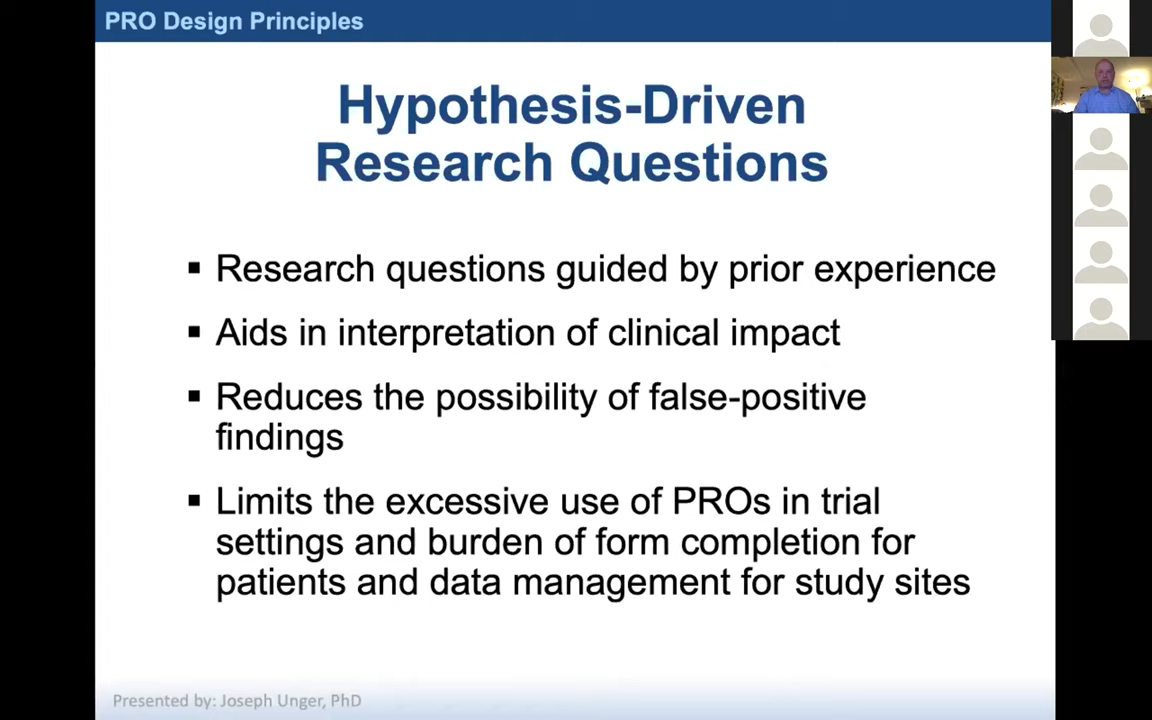 PRO Design Principles
Hypothesis-Driven
Research Questions
▪ Research questions guided by prior experience
▪ Aids in interpretation of clinical impact
▪ Reduces the possibility of false-positive
findings
▪ Limits the excessive use of PROs in trial
settings and burden of form completion for
patients and data management for study sites
Presented by: Joseph Unger, PhD